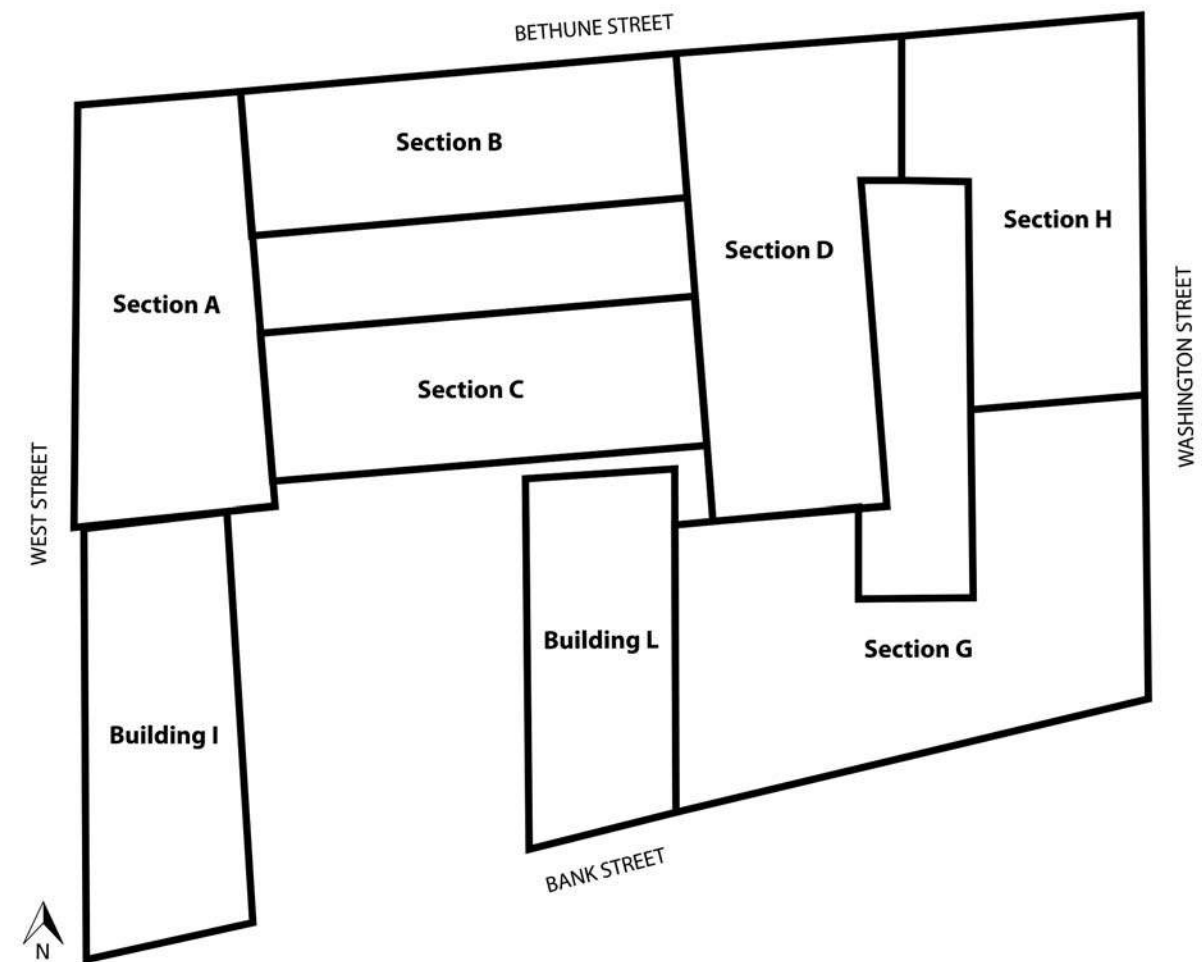 BETHUNE STREET
Section B
Section H
Section D
Section A
Section C
WASHINGTON STREET
WEST STREET
Building L
Section G
Building I
BANK STREET
N